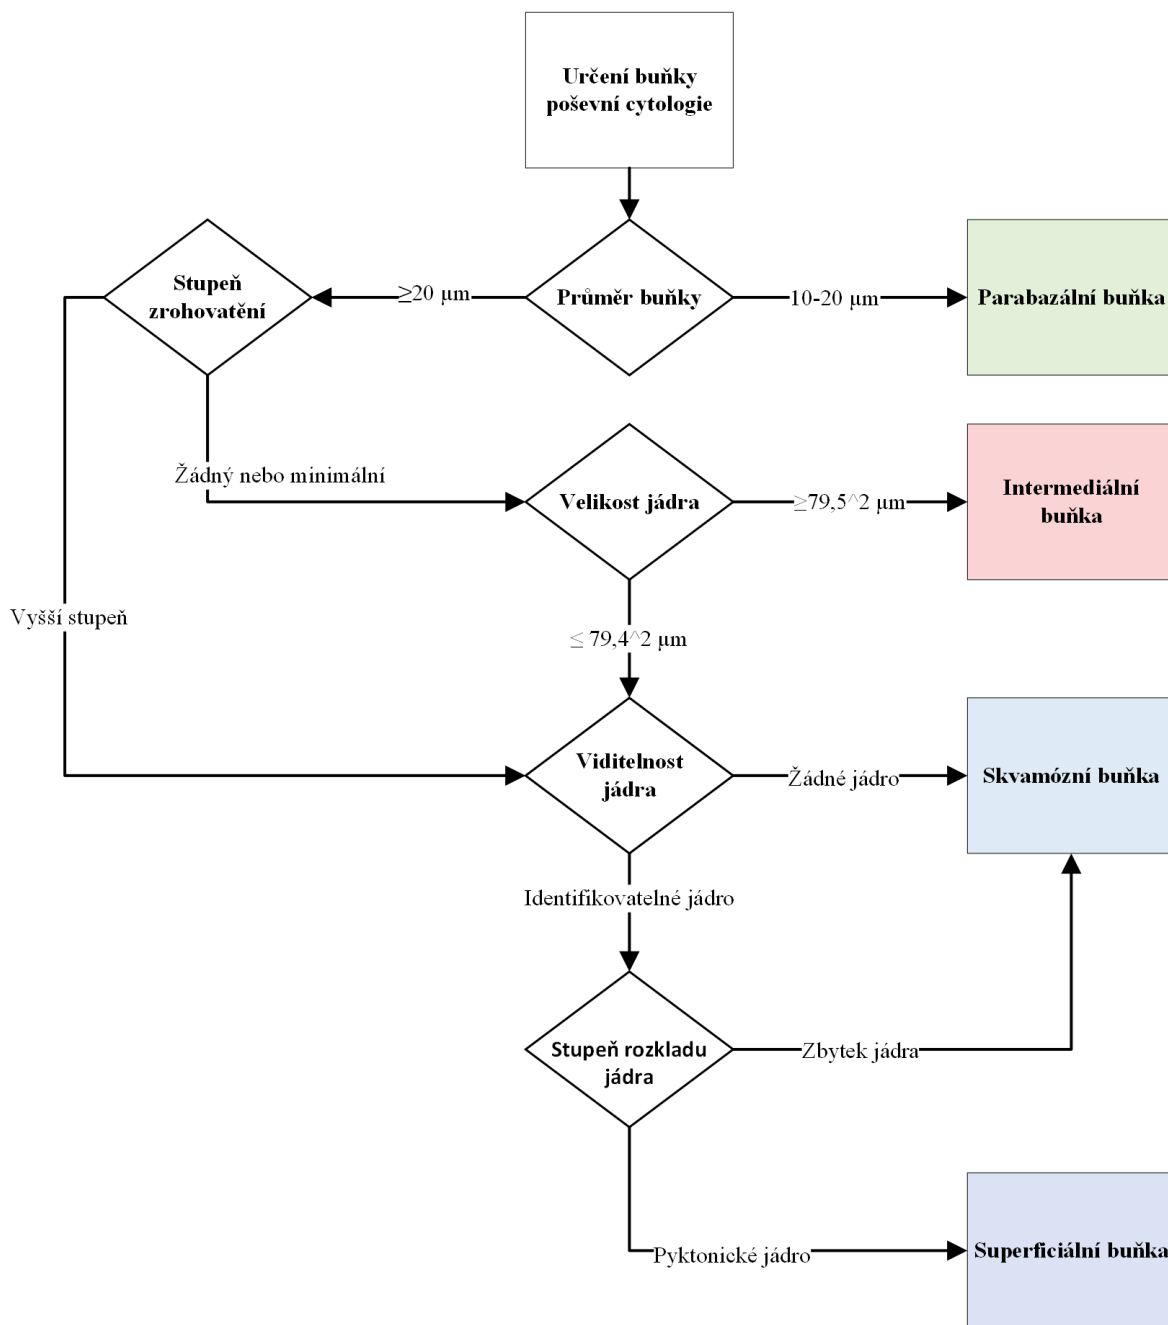 Určení buňky
poševní cytologie
Stupeň
zrohovatění
≥20 µm
Průměr buňky
10-20 µm
Parabazální buňka
Žádný nebo minimální
Velikost jádra
≥79,5^2 µm
Intermediální
buňka
Vyšší stupeň
≤ 79,4^2 µm
Viditelnost
jádra
Žádné jádro
Skvamózní buňka
Identifikovatelné jádro
Stupeň rozkladu
jádra
Zbytek jádra
Pyktonické jádro
Superficiální buňka